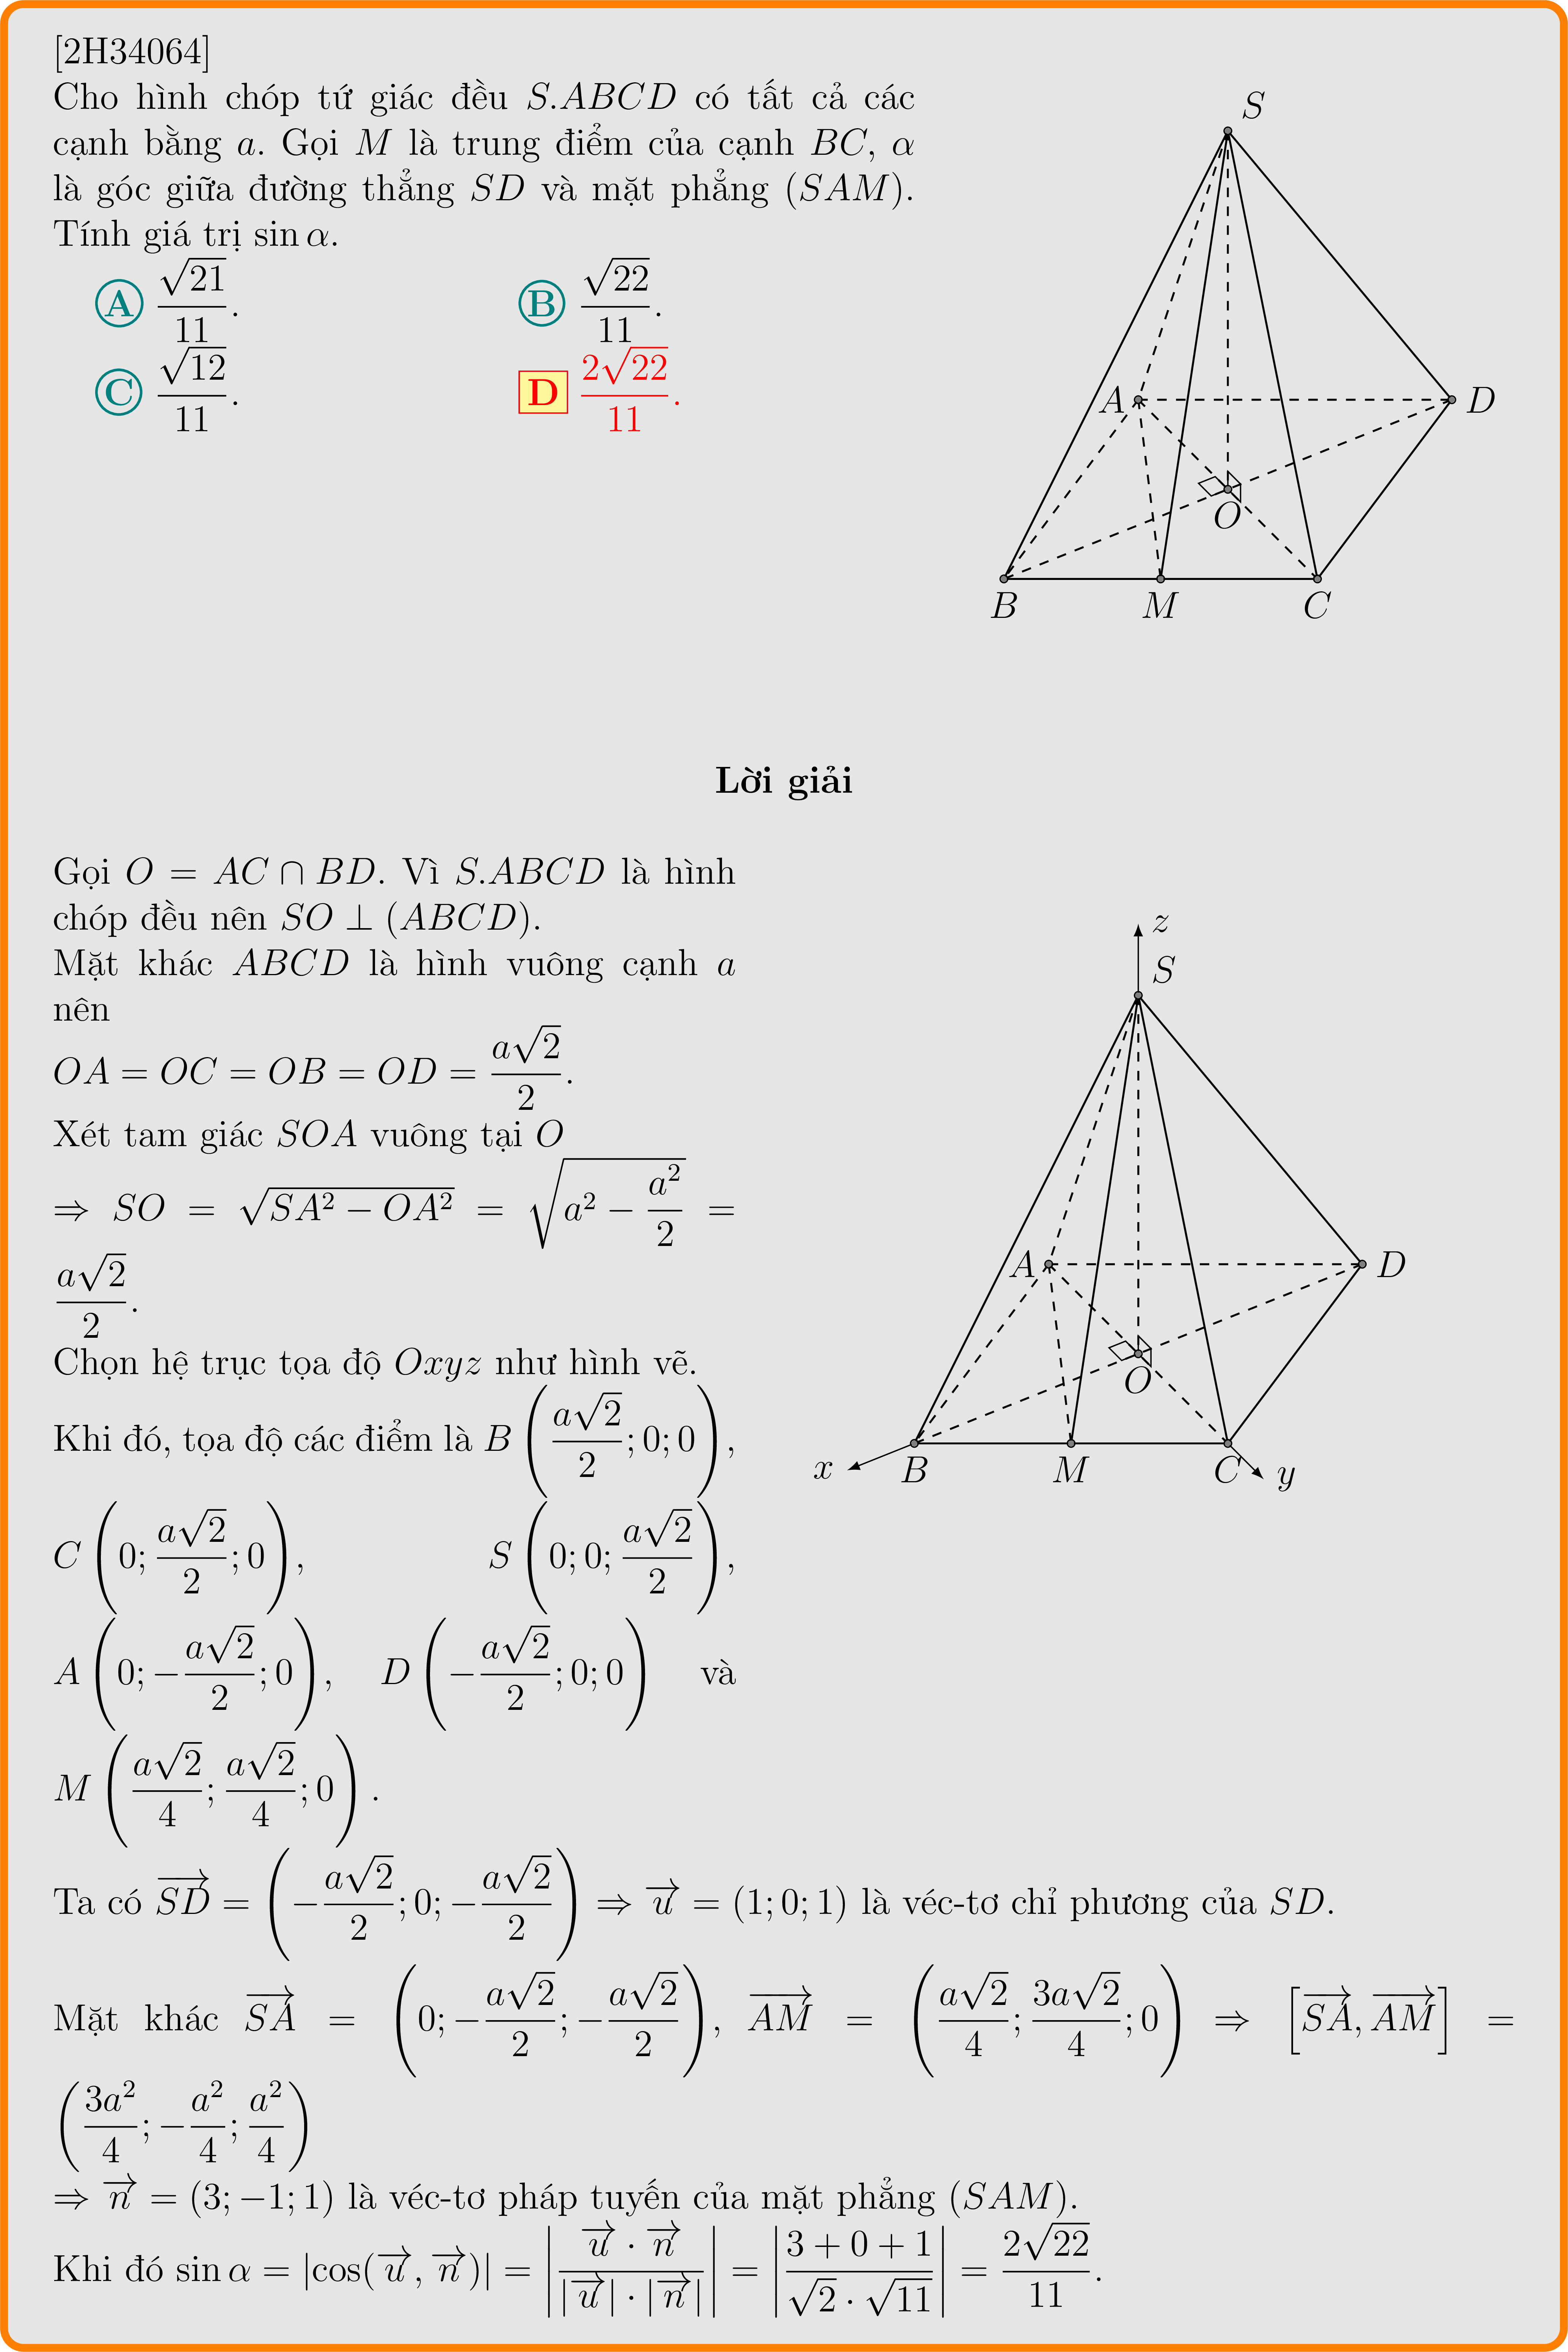 [2H34064]
Cho hình chóp tứ giác đều S.ABCD có tất cả các
cạnh bằng a. Gọi M là trung điểm của cạnh BC, α
là góc giữa đường thẳng SD và mặt phẳng (SAM).
Tính giá trị sin α.
A \frac{\sqrt{21}}{11}. B \frac{\sqrt{22}}{11}.
C \frac{\sqrt{12}}{11}. D \frac{2\sqrt{22}}{11}.
S
A
D
O
B
M
C
Lời giải
Gọi O = AC ∩ BD. Vì S.ABCD là hình
chóp đều nên SO ⊥ (ABCD).
Mặt khác ABCD là hình vuông cạnh a
nên
OA = OC = OB = OD = \frac{a\sqrt{2}}{2}.
Xét tam giác SOA vuông tại O
⇒ SO = \sqrt{SA^2 − OA^2} = \sqrt{a^2 − \frac{a^2}{2}} =
\frac{a\sqrt{2}}{2}.
Chọn hệ trục tọa độ Oxyz như hình vẽ.
Khi đó, tọa độ các điểm là B \left(\frac{a\sqrt{2}}{2}; 0; 0\right),
C \left(0; \frac{a\sqrt{2}}{2}; 0\right), S \left(0; 0; \frac{a\sqrt{2}}{2}\right),
A \left(0; −\frac{a\sqrt{2}}{2}; 0\right), D \left(−\frac{a\sqrt{2}}{2}; 0; 0\right) và
M \left(\frac{a\sqrt{2}}{4}; \frac{a\sqrt{2}}{4}; 0\right).
z
S
A
D
O
x
B
M
C
y
Ta có \overrightarrow{SD} = \left(−\frac{a\sqrt{2}}{2}; 0; −\frac{a\sqrt{2}}{2}\right) ⇒ \overrightarrow{u} = (1; 0; 1) là véc-tơ chỉ phương của SD.
Mặt khác \overrightarrow{SA} = \left(0; −\frac{a\sqrt{2}}{2}; −\frac{a\sqrt{2}}{2}\right), \overrightarrow{AM} = \left(\frac{a\sqrt{2}}{4}; \frac{3a\sqrt{2}}{4}; 0\right) ⇒ \left[\overrightarrow{SA}, \overrightarrow{AM}\right] =
\left(\frac{3a^2}{4}; −\frac{a^2}{4}; \frac{a^2}{4}\right)
⇒ \overrightarrow{n} = (3; −1; 1) là véc-tơ pháp tuyến của mặt phẳng (SAM).
Khi đó sin α = |cos(\overrightarrow{u}, \overrightarrow{n})| = \left|\frac{\overrightarrow{u} · \overrightarrow{n}}{|\overrightarrow{u}| · |\overrightarrow{n}|}\right| = \left|\frac{3 + 0 + 1}{\sqrt{2} · \sqrt{11}}\right| = \frac{2\sqrt{22}}{11}.